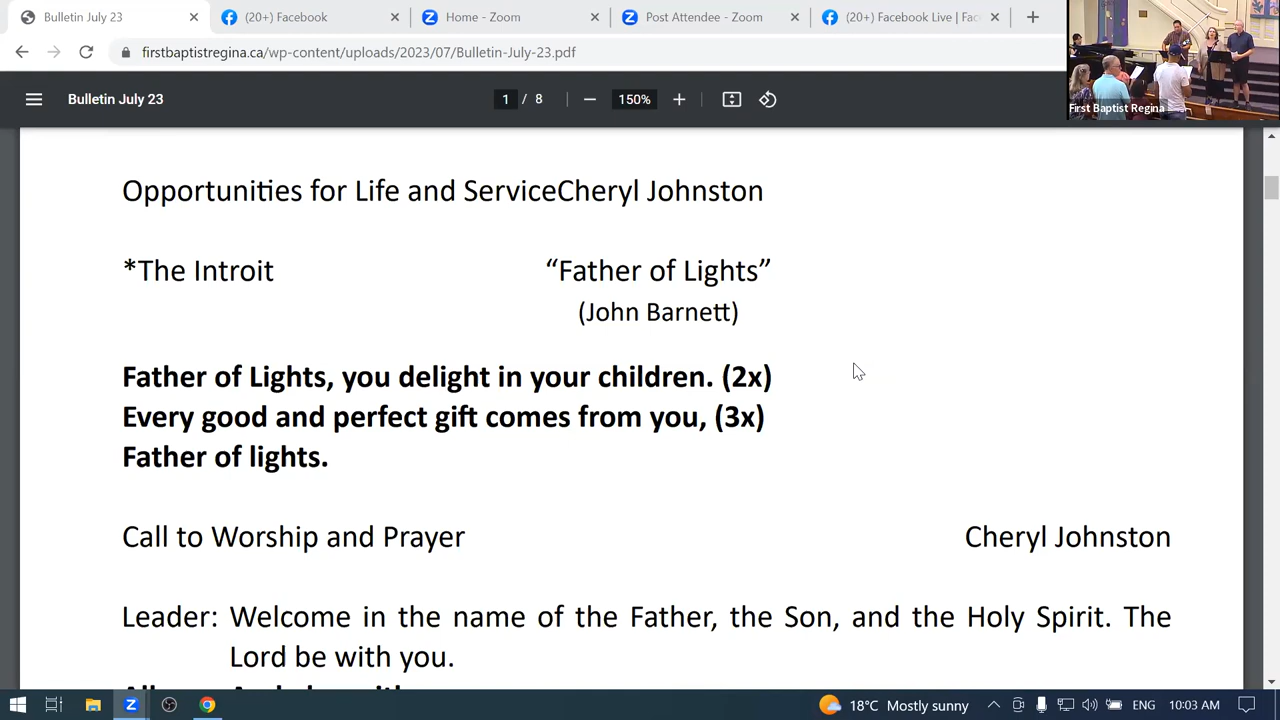 Bulletin July 23
(20+) Facebook
Home - Zoom
Post Attendee - Zoom
(20+) Facebook Live | Fac
firstbaptistregina.ca/wp-content/uploads/2023/07/Bulletin-July-23.pdf
First Baptist Regina
Bulletin July 23
1 / 8
150%
Opportunities for Life and ServiceCheryl Johnston
*The Introit “Father of Lights”
(John Barnett)
Father of Lights, you delight in your children. (2x)
Every good and perfect gift comes from you, (3x)
Father of lights.
Call to Worship and Prayer Cheryl Johnston
Leader: Welcome in the name of the Father, the Son, and the Holy Spirit. The
Lord be with you.
18°C Mostly sunny
ENG
10:03 AM